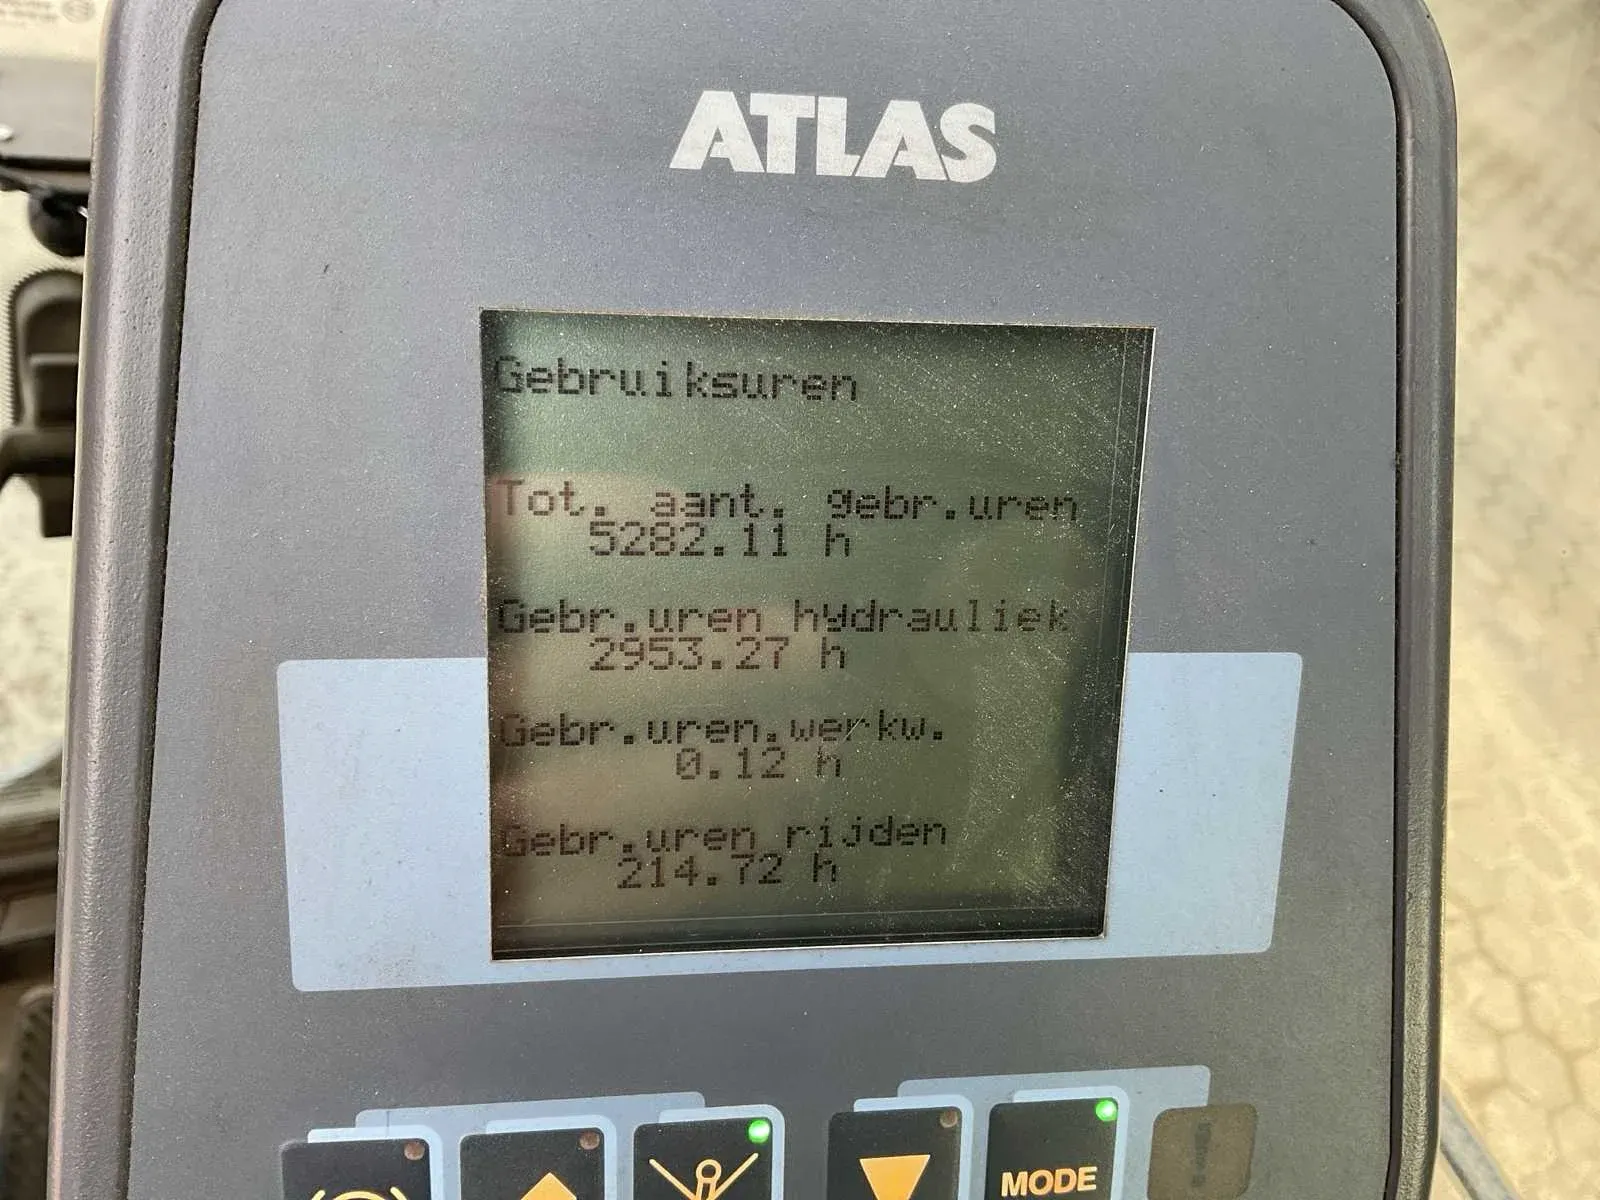 ATLAS
Gebruiksuren
Tot. aant. gebr.uren
5282.11 h
Gebr.uren hydrauliek
2953.27 h
Gebr.uren.werkw.
0.12 h
Gebr.uren rijden
214.72 h
MODE